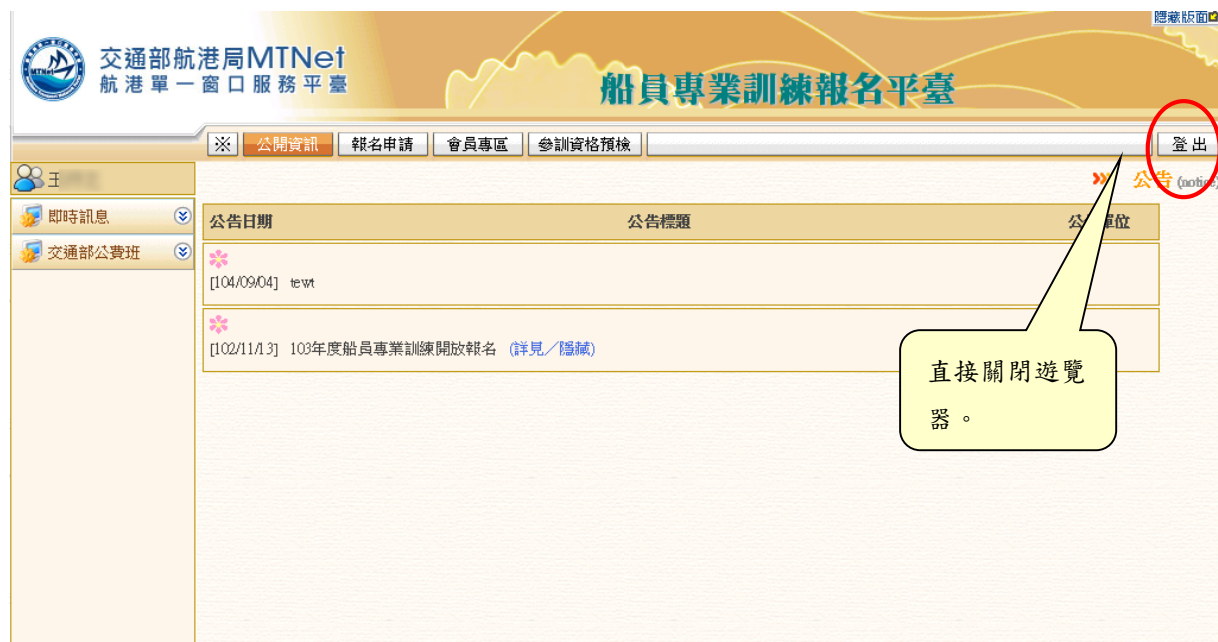 隱藏版面
交通部航港局MTNet
航港單一窗口服務平臺
MTNet
船員專業訓練報名平臺
※ 公開資訊 報名申請 會員專區 參訓資格預檢 登出
王
公告 (notice)
即時訊息
交通部公費班
公告日期 公告標題 公告單位
[104/09/04] tewt
[102/11/13] 103年度船員專業訓練開放報名 (詳見／隱藏)
直接關閉遊覽
器。